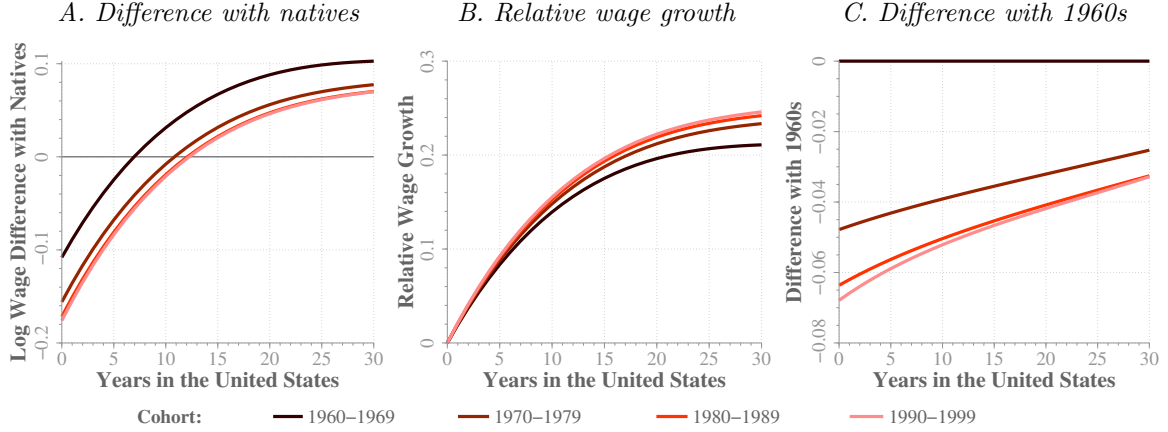 A. Difference with natives
B. Relative wage growth
C. Difference with 1960s
Log Wage Difference with Natives
0.1
0
−0.1
−0.2
0 5 10 15 20 25 30
Years in the United States
Relative Wage Growth
0.3
0.2
0.1
0
0 5 10 15 20 25 30
Years in the United States
Difference with 1960s
0
−0.02
−0.04
−0.06
−0.08
0 5 10 15 20 25 30
Years in the United States
Cohort: 1960−1969 1970−1979 1980−1989 1990−1999